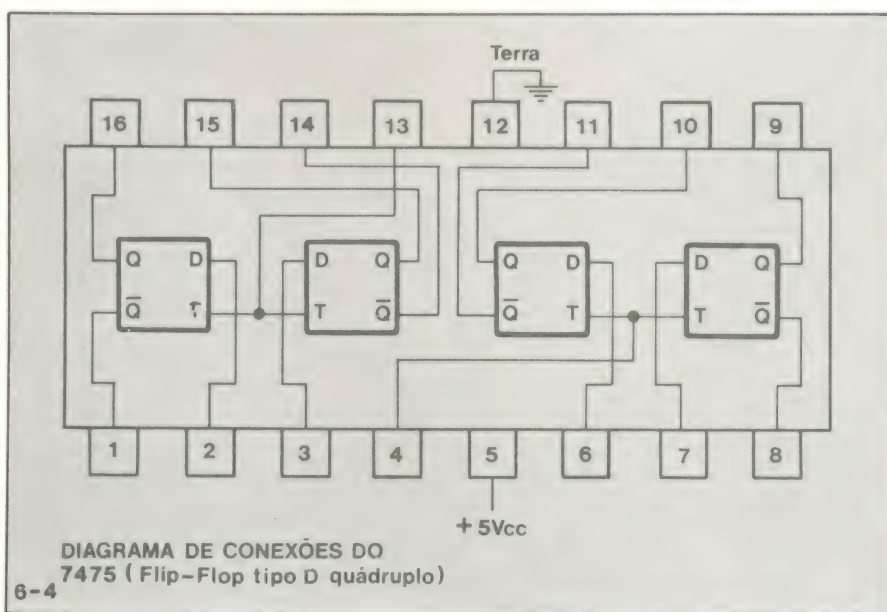 Terra
16 15 14 13 12 11 10 9
Q D D Q Q D D Q
Q̅ T T Q̅ Q̅ T T Q̅
1 2 3 4 5 6 7 8
+5Vcc
DIAGRAMA DE CONEXÕES DO
7475 (Flip-Flop tipo D quádruplo)
6-4